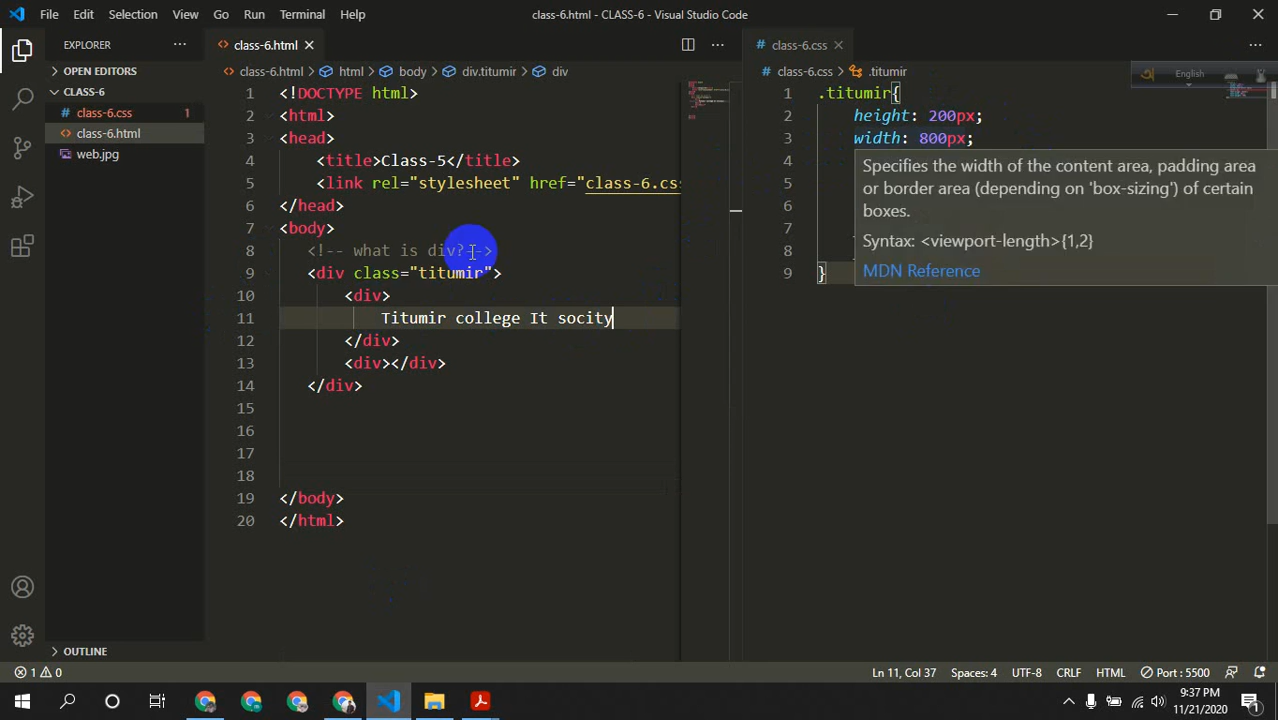 File Edit Selection View Go Run Terminal Help
class-6.html - CLASS-6 - Visual Studio Code
EXPLORER
OPEN EDITORS
CLASS-6
class-6.css 1
class-6.html
web.jpg
OUTLINE
class-6.html
class-6.html html body div.titumir div
1 <!DOCTYPE html>
2 <html>
3 <head>
4 <title>Class-5</title>
5 <link rel="stylesheet" href="class-6.css
6 </head>
7 <body>
8 <!-- what is div?-->
9 <div class="titumir">
10 <div>
11 Titumir college It socity
12 </div>
13 <div></div>
14 </div>
15
16
17
18
19 </body>
20 </html>
class-6.css
class-6.css .titumir
English
1 .titumir{
2 height: 200px;
3 width: 800px;
4
5
6
7
8
9 }
Specifies the width of the content area, padding area
or border area (depending on 'box-sizing') of certain
boxes.
Syntax: <viewport-length>{1,2}
MDN Reference
1 0
Ln 11, Col 37 Spaces: 4 UTF-8 CRLF HTML Port : 5500
9:37 PM
11/21/2020